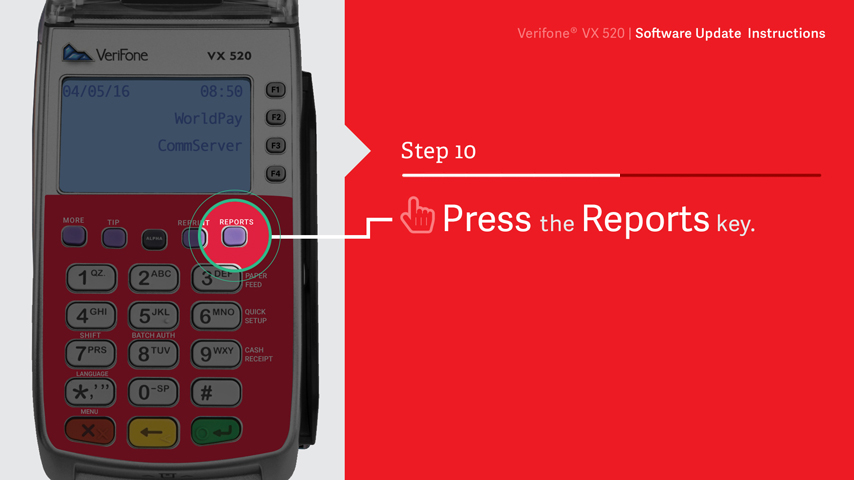 Verifone® VX 520 | Software Update Instructions
VeriFone VX 520
04/05/16 08:50
WorldPay
CommServer
F1
F2
F3
F4
Step 10
Press the Reports key.
MORE TIP ALPHA REPRINT REPORTS
1 QZ. 2 ABC 3 DEF PAPER FEED
4 GHI 5 JKL 6 MNO QUICK SETUP
SHIFT BATCH AUTH
7 PRS 8 TUV 9 WXY CASH RECEIPT
LANGUAGE
*,'" 0 -SP #
MENU